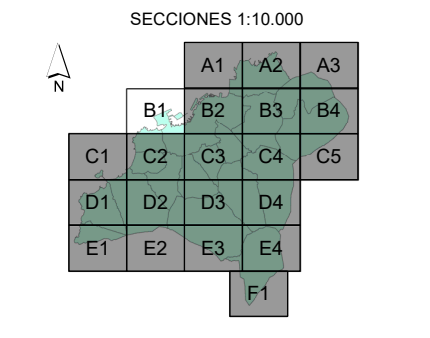 SECCIONES 1:10.000
N
A1 A2 A3
B1 B2 B3 B4
C1 C2 C3 C4 C5
D1 D2 D3 D4
E1 E2 E3 E4
F1